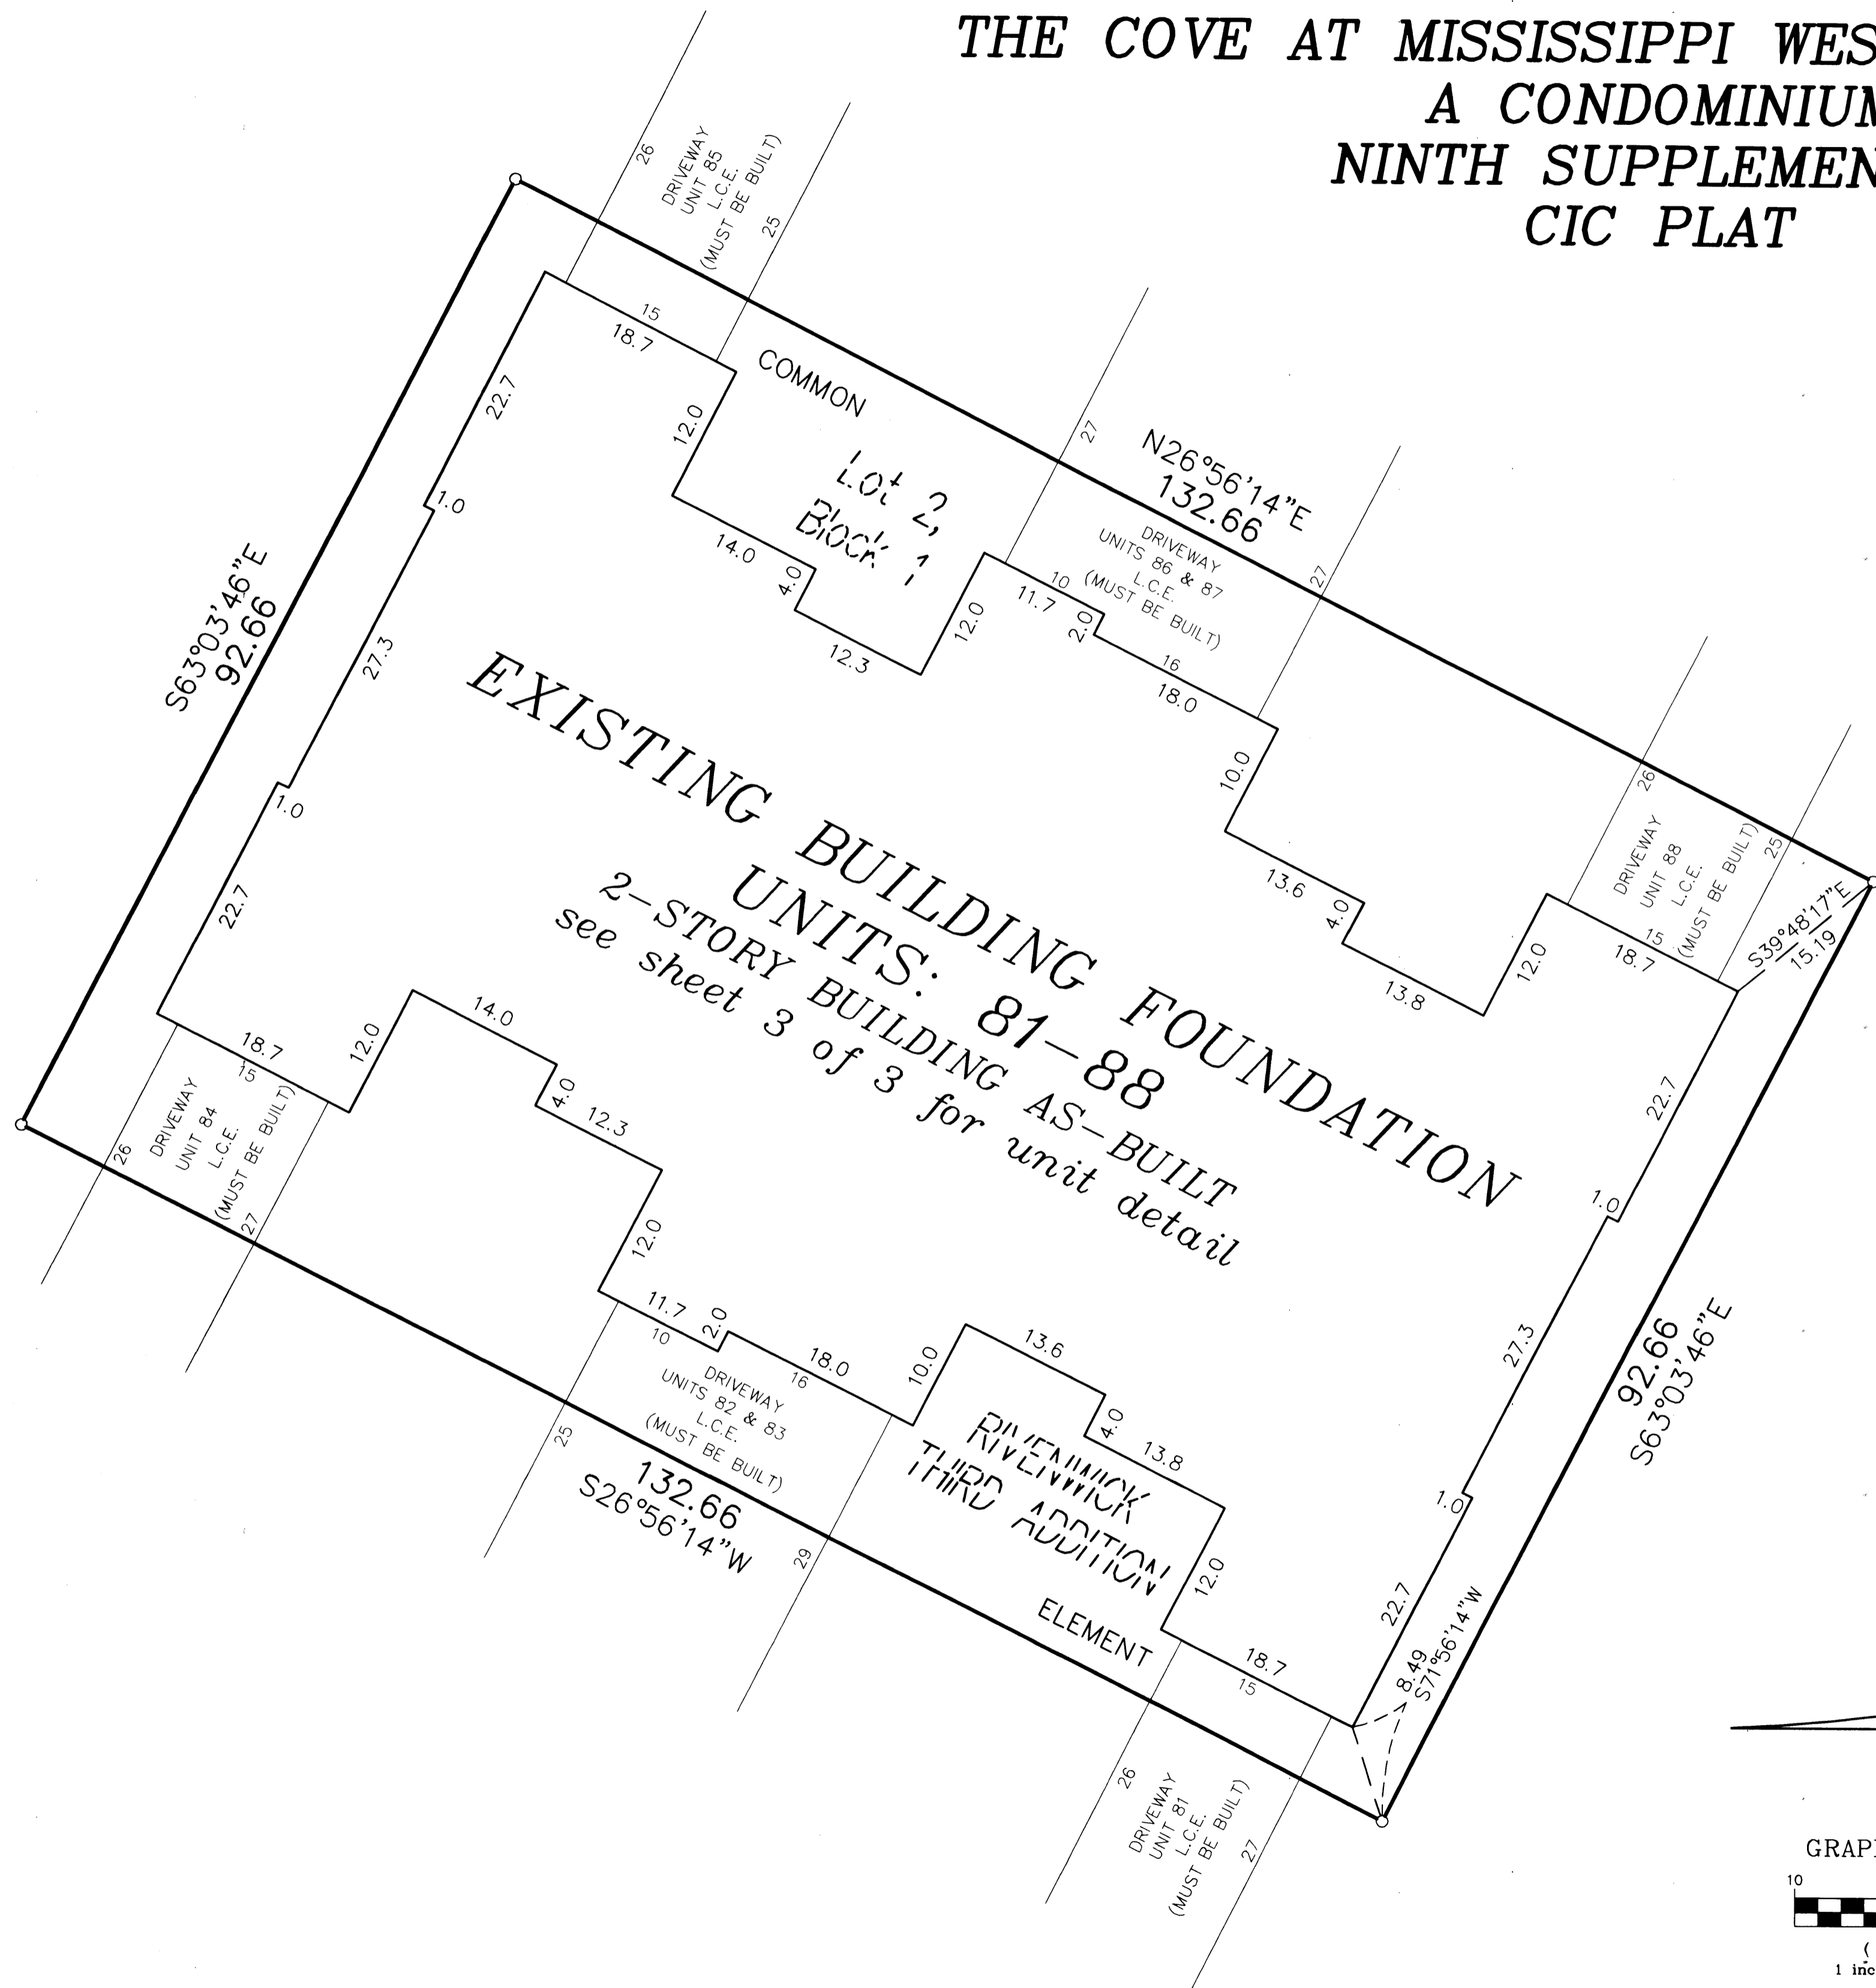 THE COVE AT MISSISSIPPI WES
A CONDOMINIUM
NINTH SUPPLEMEN
CIC PLAT
26
DRIVEWAY
UNIT 85
L.C.E.
(MUST BE BUILT)
25
15
18.7
COMMON
22.7
12.0
1.0
Lot 2,
Block 1
27
N26°56'14"E
132.66
27
14.0
4.0
12.3
12.0
10
11.7
2.0
DRIVEWAY
UNITS 86 & 87
L.C.E.
(MUST BE BUILT)
16
18.0
10.0
S63°03'46"E
92.66
27.3
1.0
22.7
13.6
4.0
13.8
12.0
26
DRIVEWAY
UNIT 88
L.C.E.
(MUST BE BUILT)
25
15
18.7
S39°48'17"E
15.19
EXISTING BUILDING FOUNDATION
UNITS: 81-88
2-STORY BUILDING AS-BUILT
see sheet 3 of 3 for unit detail
22.7
1.0
27.3
92.66
S63°03'46"E
1.0
22.7
18.7
15
12.0
14.0
4.0
12.3
12.0
26
DRIVEWAY
UNIT 84
L.C.E.
(MUST BE BUILT)
27
11.7
10
2.0
18.0
16
10.0
13.6
4.0
13.8
12.0
DRIVEWAY
UNITS 82 & 83
L.C.E.
(MUST BE BUILT)
25
132.66
S26°56'14"W
29
RIVERWICK
THIRD ADDITION
ELEMENT
18.7
15
8.49
S71°56'14"W
26
DRIVEWAY
UNIT 81
L.C.E.
(MUST BE BUILT)
27
GRAP
10
(
1 inc